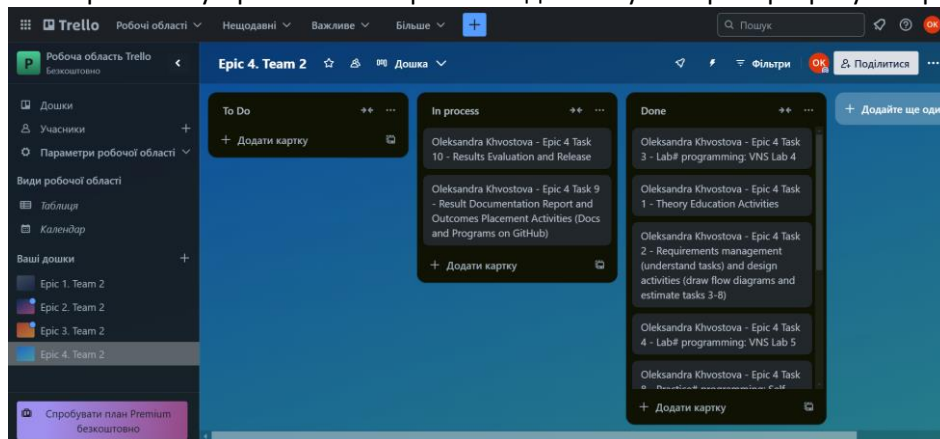 Trello Робочі області Нещодавні Важливе Більше + Пошук OK
P Робоча область Trello
Безкоштовно
Epic 4. Team 2 Дошка Фільтри OK Поділитися ...
Дошки
Учасники +
Параметри робочої області
Види робочої області
Таблиця
Календар
Ваші дошки +
Epic 1. Team 2
Epic 2. Team 2
Epic 3. Team 2
Epic 4. Team 2
Спробувати план Premium
безкоштовно
To Do ...
+ Додати картку
In process ...
Oleksandra Khvostova - Epic 4 Task
10 - Results Evaluation and Release
Oleksandra Khvostova - Epic 4 Task 9
- Result Documentation Report and
Outcomes Placement Activities (Docs
and Programs on GitHub)
+ Додати картку
Done ...
Oleksandra Khvostova - Epic 4 Task
3 - Lab# programming: VNS Lab 4
Oleksandra Khvostova - Epic 4 Task
1 - Theory Education Activities
Oleksandra Khvostova - Epic 4 Task
2 - Requirements management
(understand tasks) and design
activities (draw flow diagrams and
estimate tasks 3-8)
Oleksandra Khvostova - Epic 4 Task
4 - Lab# programming: VNS Lab 5
Oleksandra Khvostova - Epic 4 Task
8 - Practice# programming: Self
+ Додати картку
+ Додайте ще